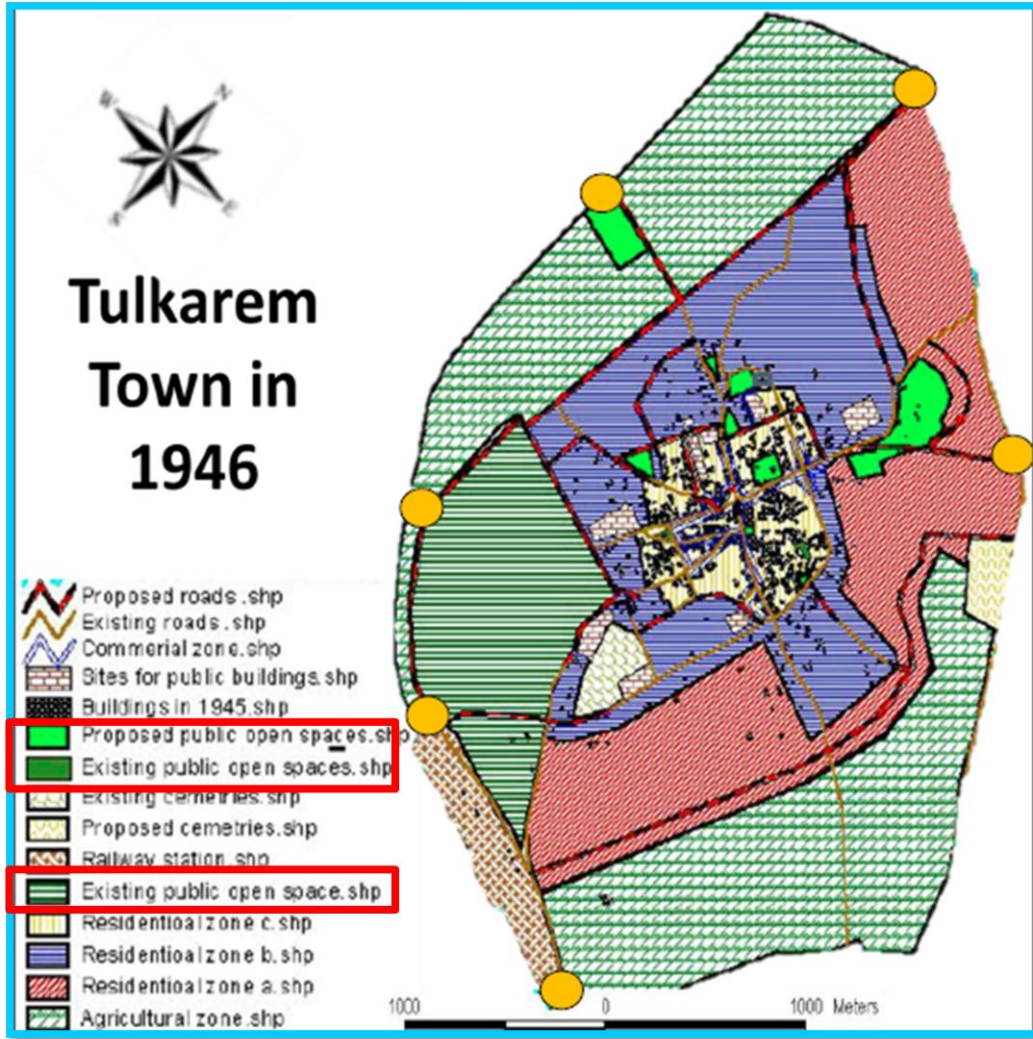 W
N
S
E
Tulkarem
Town in
1946
Proposed roads .shp
Existing roads .shp
Commerial zone.shp
Sites for public buildings.shp
Buildings in 1945.shp
Proposed public open spaces.shp
Existing public open spaces.shp
Existing cemetries.shp
Proposed cemetries.shp
Railway station.shp
Existing public open space.shp
Residentioal zone c.shp
Residentioal zone b.shp
Residentioal zone a.shp
Agricultural zone.shp
1000 0 1000 Meters